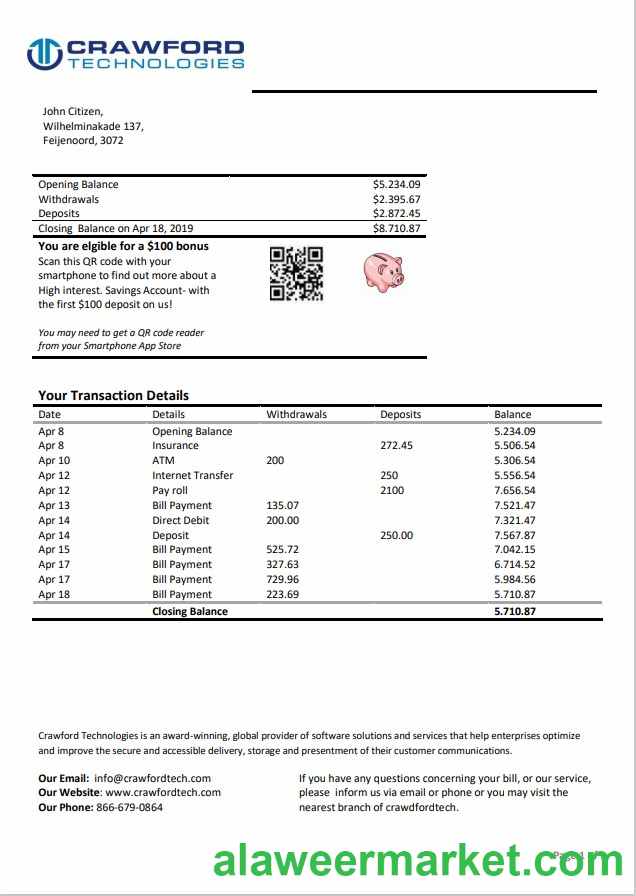 CRAWFORD
TECHNOLOGIES
John Citizen,
Wilhelminakade 137,
Feijenoord, 3072
Opening Balance $5.234.09
Withdrawals $2.395.67
Deposits $2.872.45
Closing Balance on Apr 18, 2019 $8.710.87
You are elgible for a $100 bonus
Scan this QR code with your
smartphone to find out more about a
High interest. Savings Account- with
the first $100 deposit on us!
You may need to get a QR code reader
from your Smartphone App Store
Your Transaction Details
Date Details Withdrawals Deposits Balance
Apr 8 Opening Balance 5.234.09
Apr 8 Insurance 272.45 5.506.54
Apr 10 ATM 200 5.306.54
Apr 12 Internet Transfer 250 5.556.54
Apr 12 Pay roll 2100 7.656.54
Apr 13 Bill Payment 135.07 7.521.47
Apr 14 Direct Debit 200.00 7.321.47
Apr 14 Deposit 250.00 7.567.87
Apr 15 Bill Payment 525.72 7.042.15
Apr 17 Bill Payment 327.63 6.714.52
Apr 17 Bill Payment 729.96 5.984.56
Apr 18 Bill Payment 223.69 5.710.87
Closing Balance 5.710.87
Crawford Technologies is an award-winning, global provider of software solutions and services that help enterprises optimize
and improve the secure and accessible delivery, storage and presentment of their customer communications.
Our Email: info@crawfordtech.com
Our Website: www.crawfordtech.com
Our Phone: 866-679-0864
If you have any questions concerning your bill, or our service,
please inform us via email or phone or you may visit the
nearest branch of crawdfordtech.
Page 1
alaweermarket.com